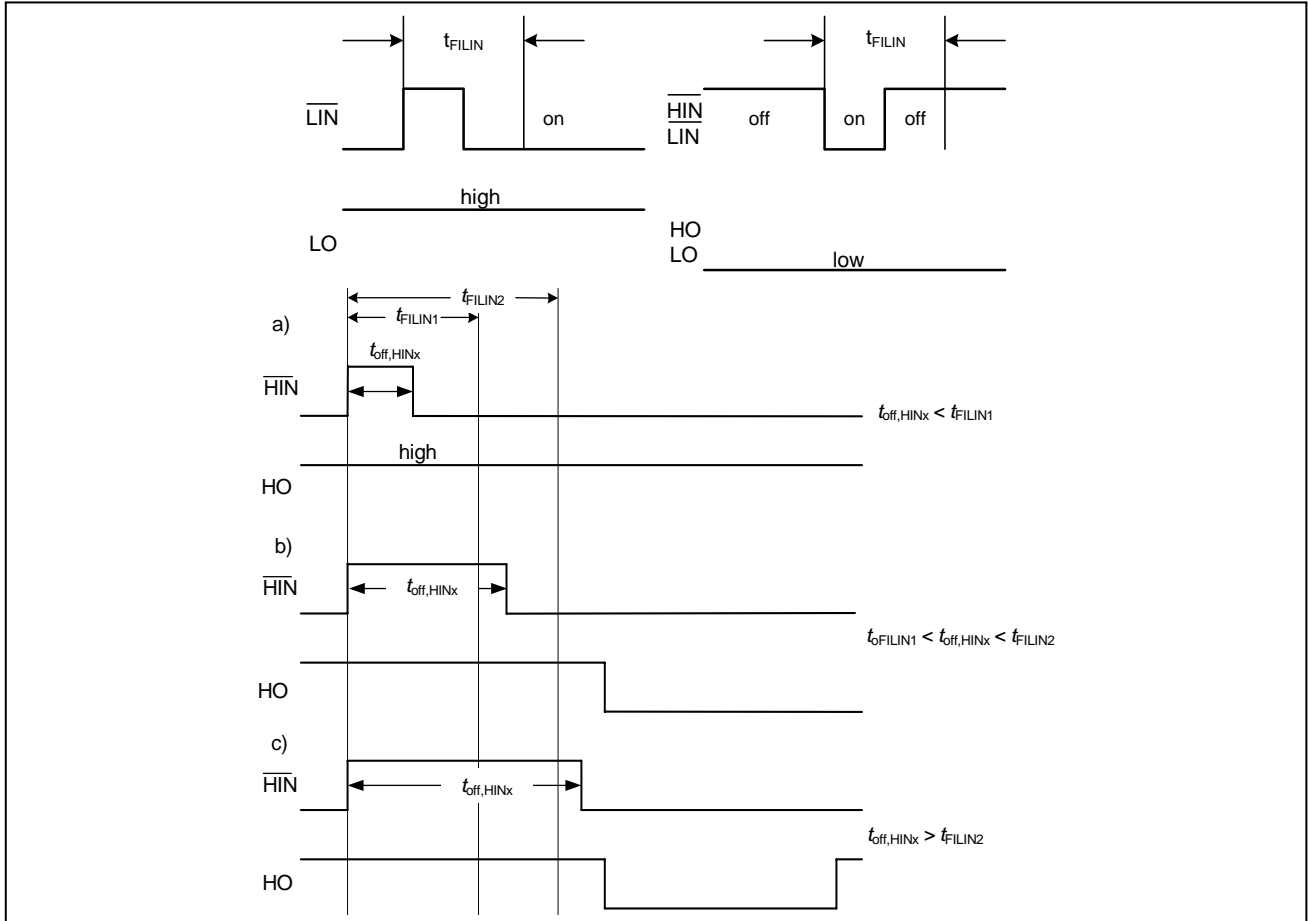 tFILIN
tFILIN
LIN
on
HIN
LIN
off
on
off
high
LO
HO
LO
low
tFILIN2
tFILIN1
a)
toff,HINx
HIN
toff,HINx < tFILIN1
high
HO
b)
HIN
toff,HINx
toFILIN1 < toff,HINx < tFILIN2
HO
c)
HIN
toff,HINx
toff,HINx > tFILIN2
HO